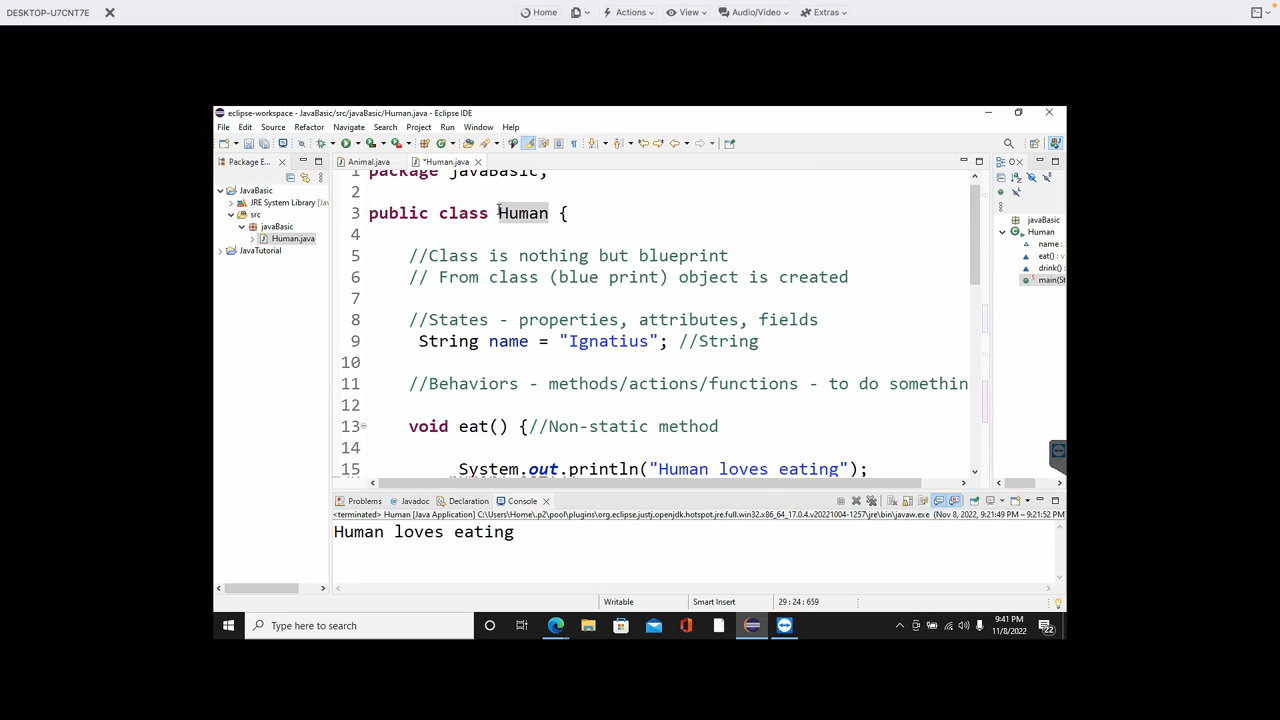 DESKTOP-U7CNT7E
Home
Actions
View
Audio/Video
Extras
eclipse-workspace - JavaBasic/src/javaBasic/Human.java - Eclipse IDE
File Edit Source Refactor Navigate Search Project Run Window Help
Package E...
Animal.java
*Human.java
JavaBasic
JRE System Library [Jav
src
javaBasic
Human.java
JavaTutorial
1 package javaBasic;
2
3 public class Human {
4
5 //Class is nothing but blueprint
6 // From class (blue print) object is created
7
8 //States - properties, attributes, fields
9 String name = "Ignatius"; //String
10
11 //Behaviors - methods/actions/functions - to do somethin
12
13 void eat() {//Non-static method
14
15 System.out.println("Human loves eating");
javaBasic
Human
name :
eat() : v
drink() :
main(St
Problems Javadoc Declaration Console
<terminated> Human [Java Application] C:\Users\Home\.p2\pool\plugins\org.eclipse.justj.openjdk.hotspot.jre.full.win32.x86_64_17.0.4.v20221004-1257\jre\bin\javaw.exe (Nov 8, 2022, 9:21:49 PM – 9:21:52 PM)
Human loves eating
Writable
Smart Insert
29 : 24 : 659
Type here to search
9:41 PM
11/8/2022
22